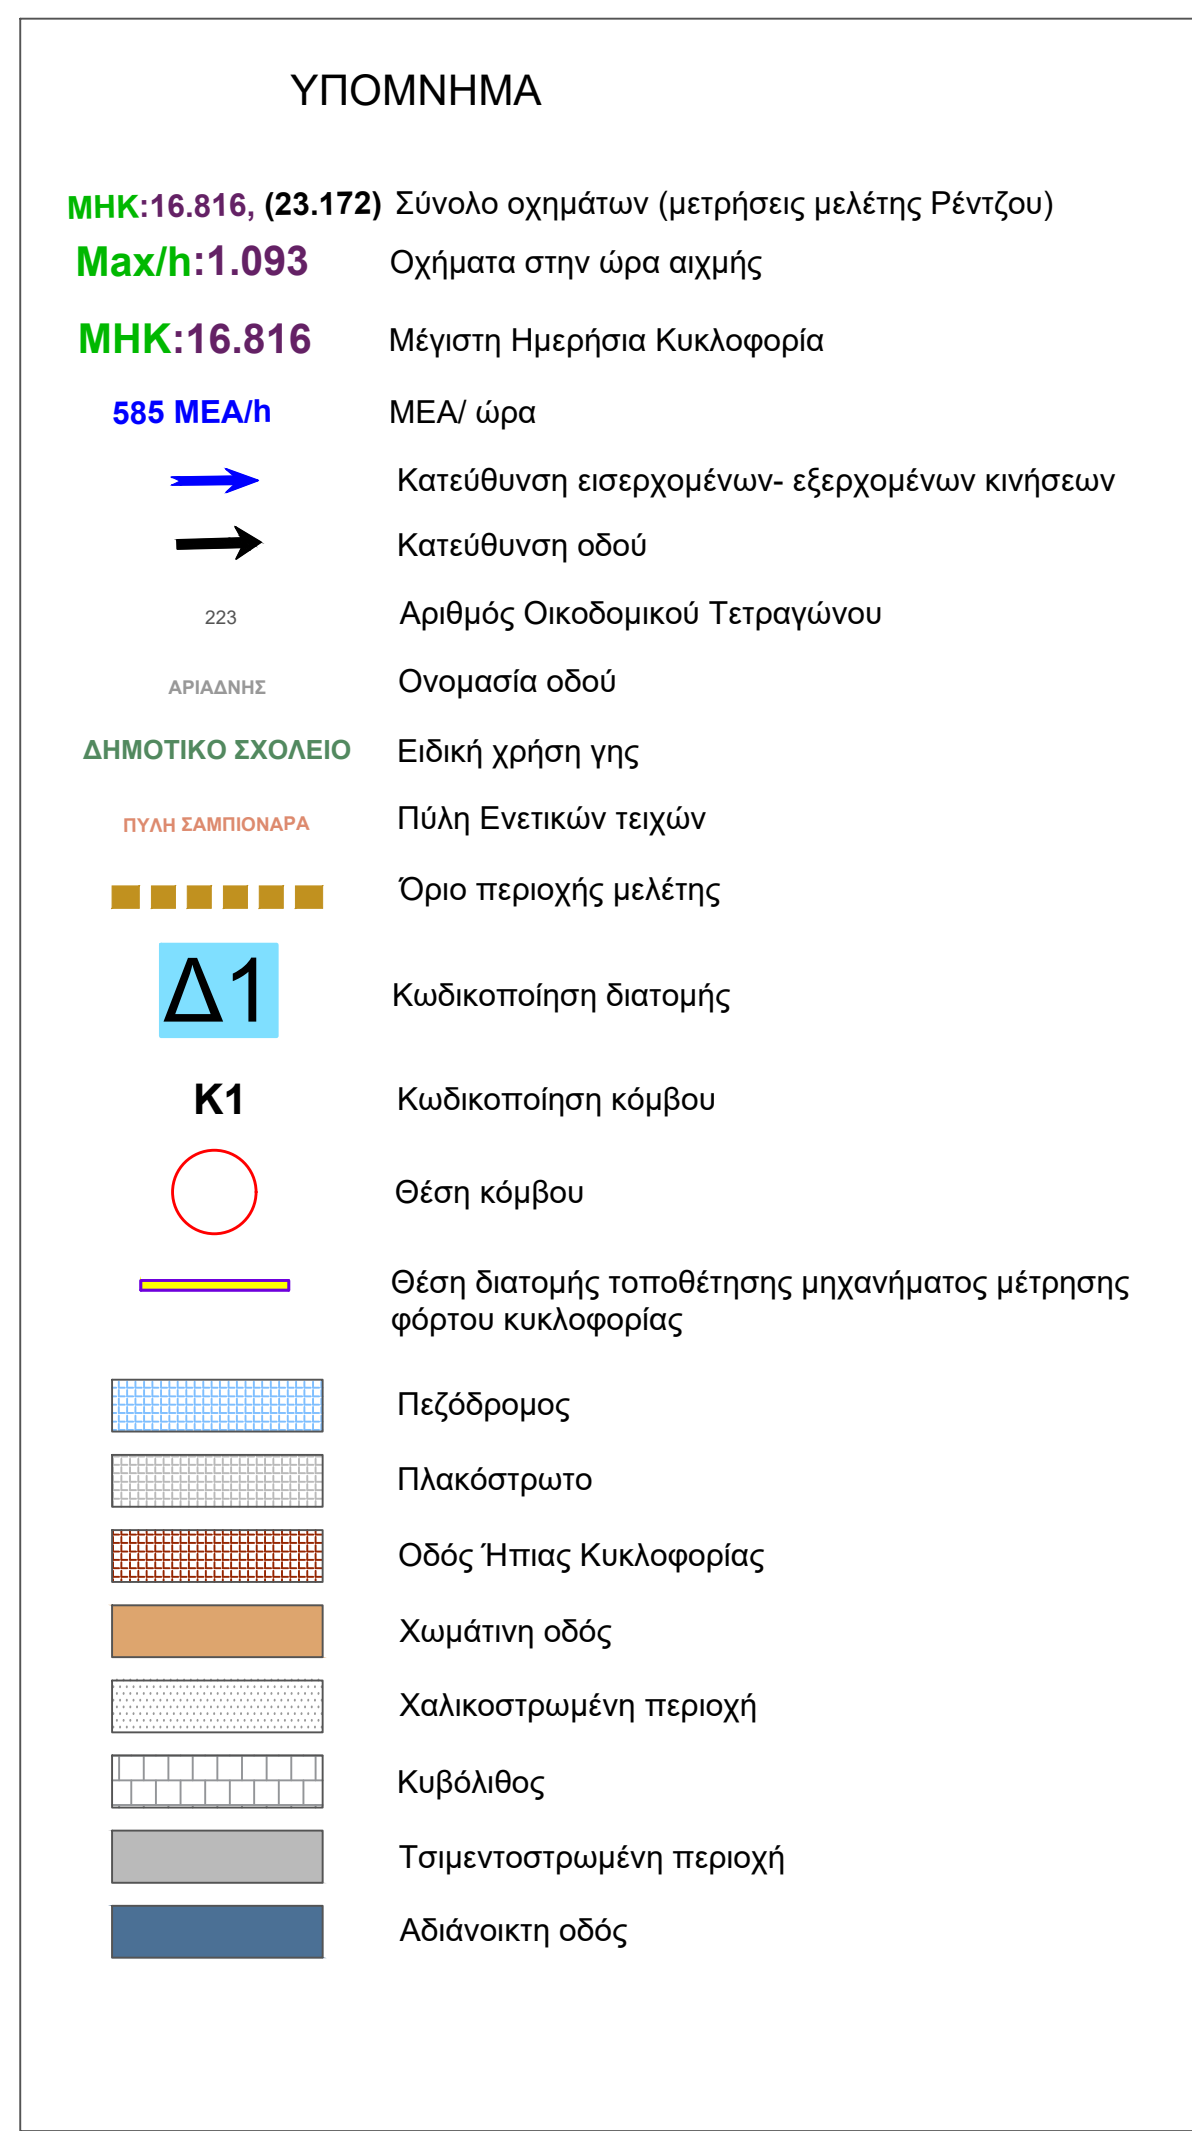 ΥΠΟΜΝΗΜΑ
ΜΗΚ:16.816, (23.172) Σύνολο οχημάτων (μετρήσεις μελέτης Ρέντζου)
Max/h:1.093 Οχήματα στην ώρα αιχμής
ΜΗΚ:16.816 Μέγιστη Ημερήσια Κυκλοφορία
585 ΜΕΑ/h ΜΕΑ/ ώρα
Κατεύθυνση εισερχομένων- εξερχομένων κινήσεων
Κατεύθυνση οδού
223 Αριθμός Οικοδομικού Τετραγώνου
ΑΡΙΑΔΝΗΣ Ονομασία οδού
ΔΗΜΟΤΙΚΟ ΣΧΟΛΕΙΟ Ειδική χρήση γης
ΠΥΛΗ ΣΑΜΠΙΟΝΑΡΑ Πύλη Ενετικών τειχών
Όριο περιοχής μελέτης
Δ1 Κωδικοποίηση διατομής
Κ1 Κωδικοποίηση κόμβου
Θέση κόμβου
Θέση διατομής τοποθέτησης μηχανήματος μέτρησης
φόρτου κυκλοφορίας
Πεζόδρομος
Πλακόστρωτο
Οδός Ήπιας Κυκλοφορίας
Χωμάτινη οδός
Χαλικοστρωμένη περιοχή
Κυβόλιθος
Τσιμεντοστρωμένη περιοχή
Αδιάνοικτη οδός